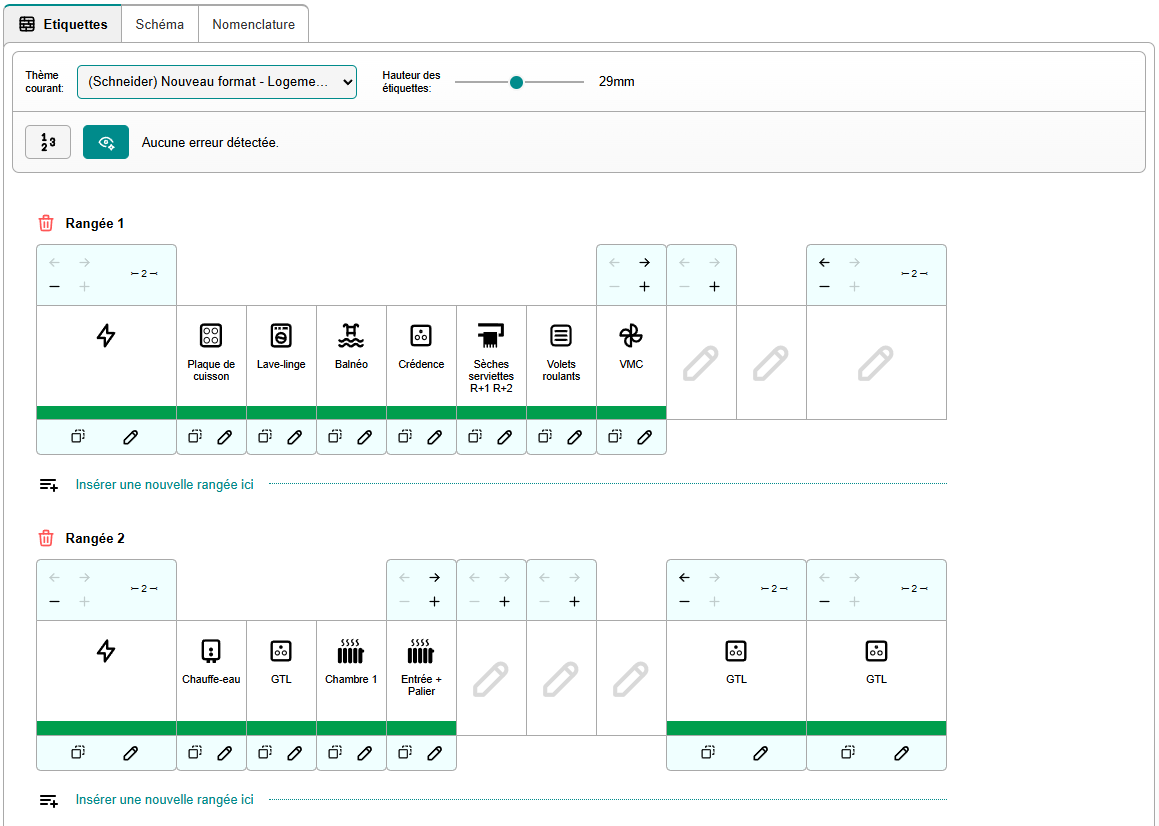 Etiquettes Schéma Nomenclature
Thème
courant:
(Schneider) Nouveau format - Logeme...
Hauteur des
étiquettes:
29mm
1 2 3
Aucune erreur détectée.
Rangée 1
2 2
Plaque de
cuisson
Lave-linge
Balnéo
Crédence
Sèches
serviettes
R+1 R+2
Volets
roulants
VMC
Insérer une nouvelle rangée ici
Rangée 2
2 2 2
Chauffe-eau
GTL
Chambre 1
Entrée +
Palier
GTL
GTL
Insérer une nouvelle rangée ici